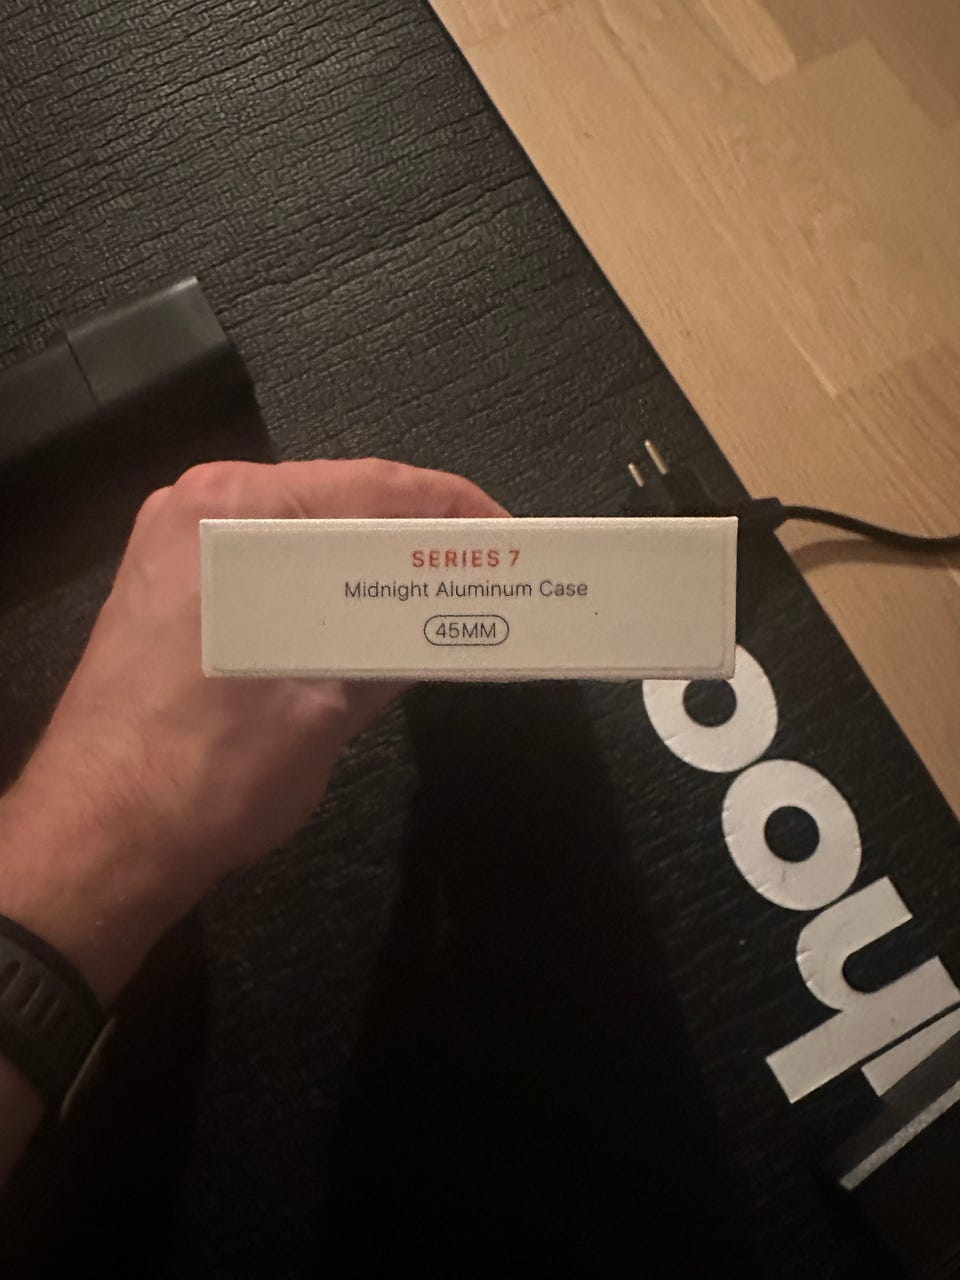 SERIES 7
Midnight Aluminum Case
45MM